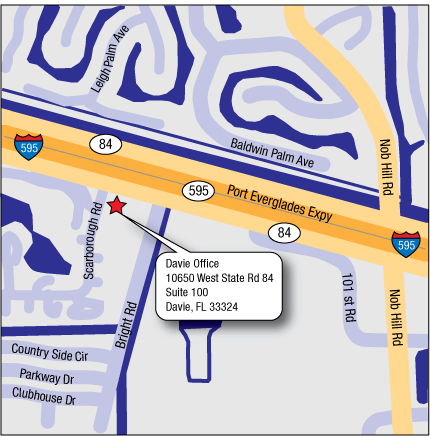 Leigh Palm Ave
595
84
Baldwin Palm Ave
Nob Hill Rd
595
Port Everglades Expy
84
595
Scarborough Rd
Davie Office
10650 West State Rd 84
Suite 100
Davie, FL 33324
Bright Rd
101 st Rd
Nob Hill Rd
Country Side Cir
Parkway Dr
Clubhouse Dr